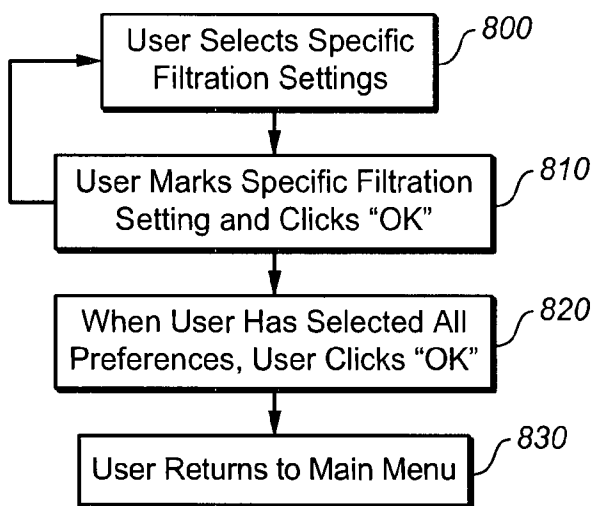 User Selects Specific
Filtration Settings
800
User Marks Specific Filtration
Setting and Clicks “OK”
810
When User Has Selected All
Preferences, User Clicks “OK”
820
User Returns to Main Menu
830